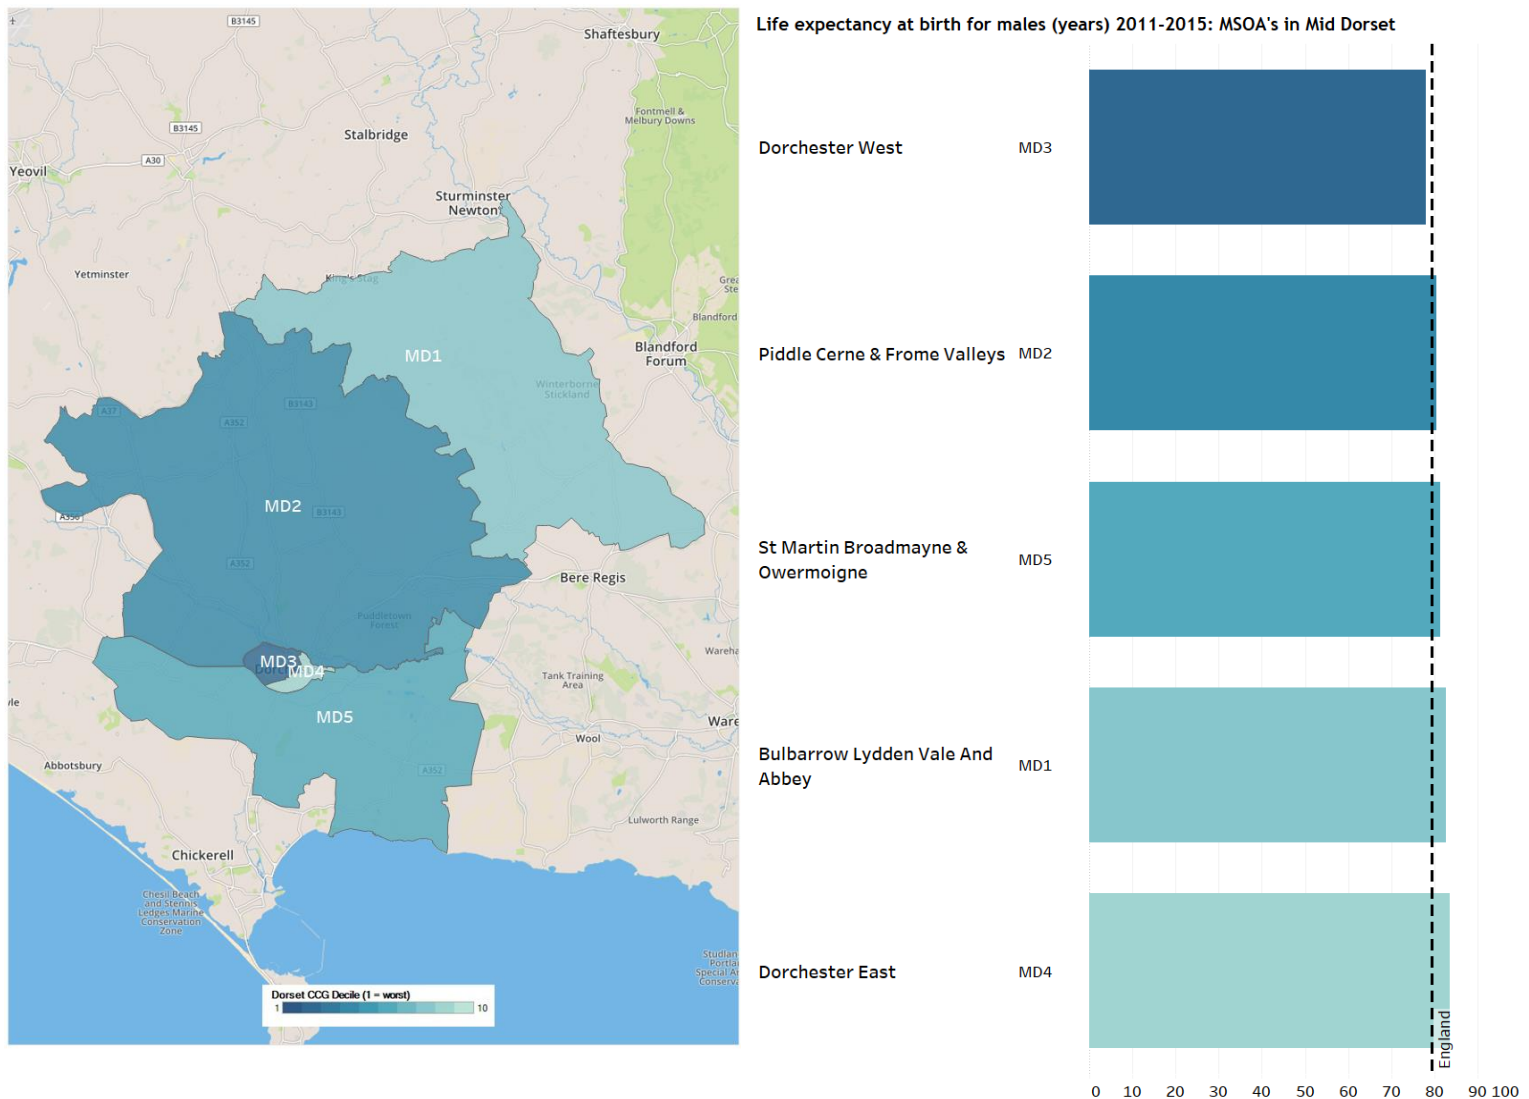 B3145
Shaftesbury
Fontmell &
Melbury Downs
B3145
Stalbridge
A30
Yeovil
Sturminster
Newton
Yetminster
King's Stag
Blandford
Blandford
Forum
MD1
Winterborne
Stickland
A37
B3143
A352
MD2
B3143
A356
A352
Bere Regis
Puddletown
Forest
MD3
MD4
Tank Training
Area
MD5
Wool
Abbotsbury
A352
Lulworth Range
Chickerell
Chesil Beach
and Stennis
Ledges Marine
Conservation
Zone
Dorset CCG Decile (1 = worst)
1 10
Life expectancy at birth for males (years) 2011-2015: MSOA's in Mid Dorset
Dorchester West MD3
Piddle Cerne & Frome Valleys MD2
St Martin Broadmayne &
Owermoigne
MD5
Bulbarrow Lydden Vale And
Abbey
MD1
Dorchester East MD4
England
0 10 20 30 40 50 60 70 80 90 100